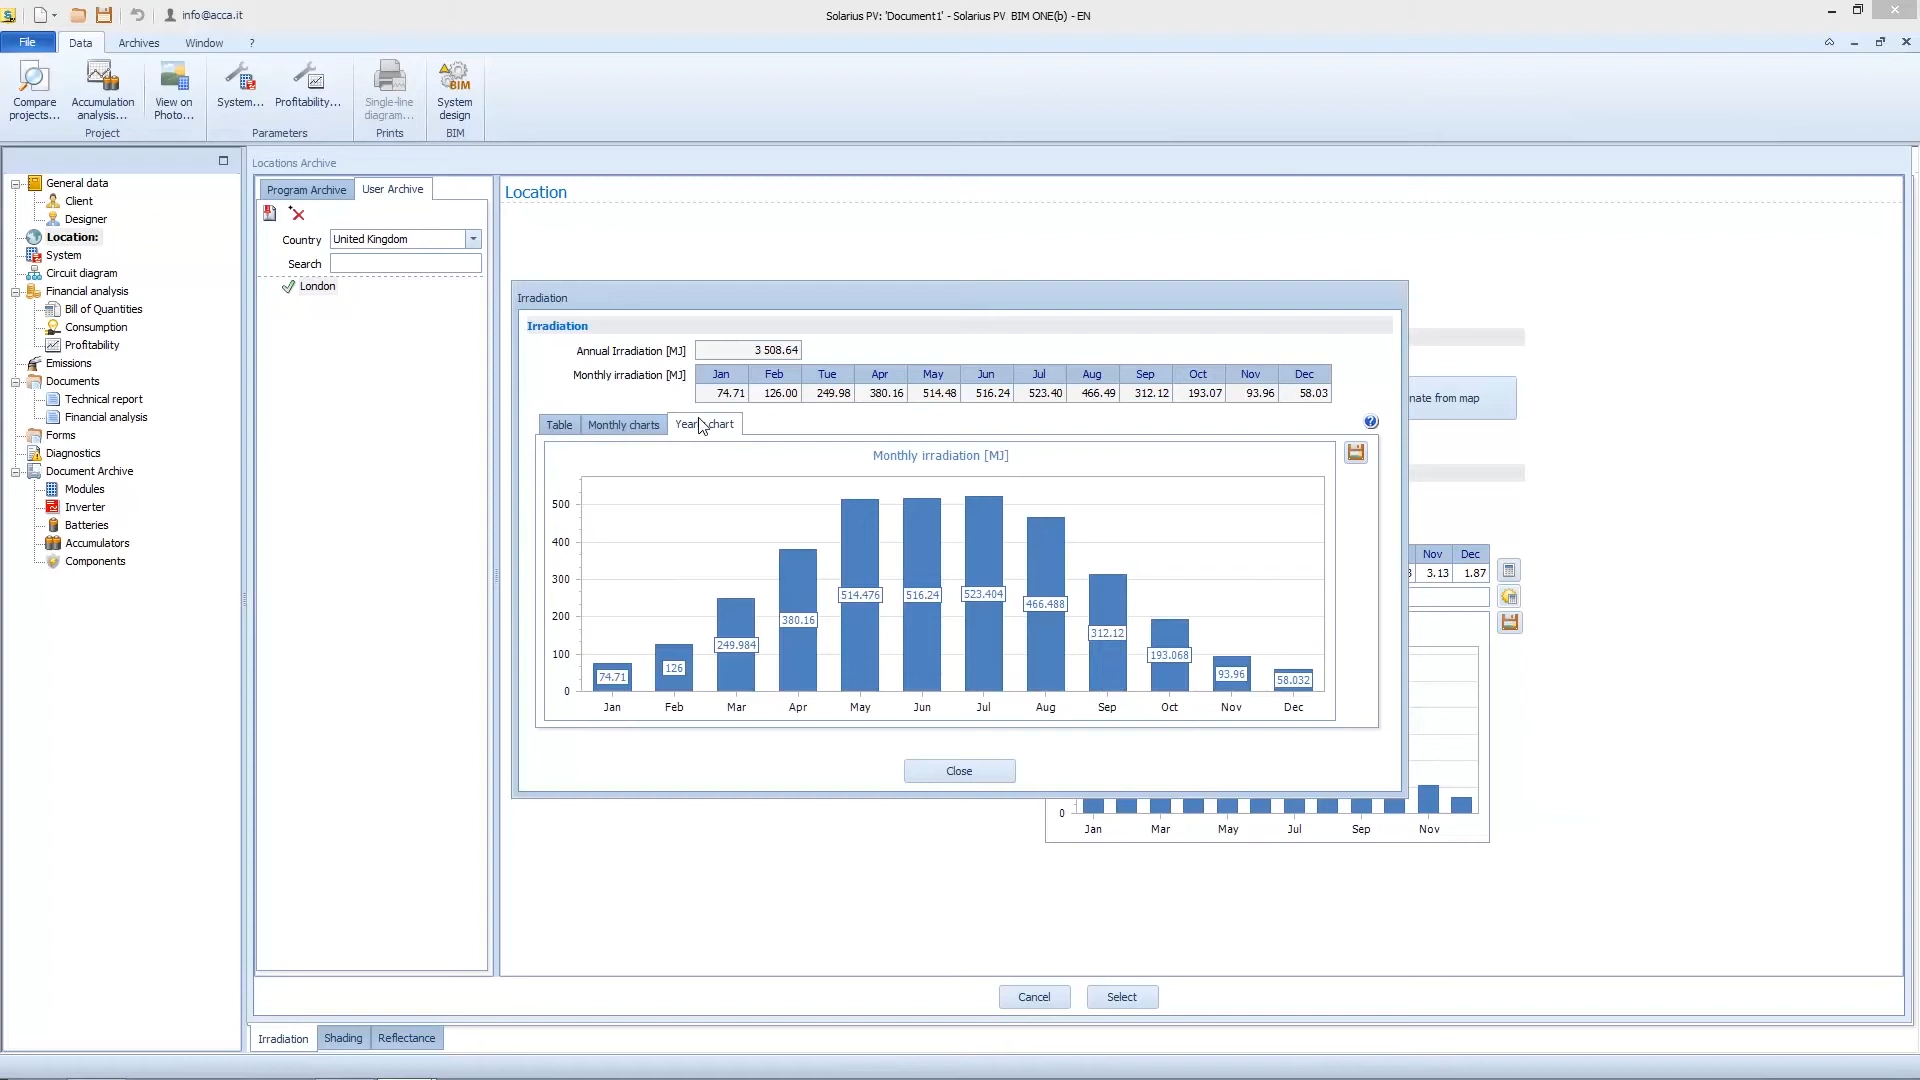 info@acca.it
Solarius PV: 'Document1' - Solarius PV BIM ONE(b) - EN
File Data Archives Window ?
Compare projects...
Accumulation analysis...
View on Photo...
System...
Profitability...
Single-line diagram...
System design
Project Parameters Prints BIM
General data
Client
Designer
Location:
System
Circuit diagram
Financial analysis
Bill of Quantities
Consumption
Profitability
Emissions
Documents
Technical report
Financial analysis
Forms
Diagnostics
Document Archive
Modules
Inverter
Batteries
Accumulators
Components
Locations Archive
Program Archive User Archive
Country United Kingdom
Search
London
Location
Irradiation
Irradiation
Annual Irradiation [MJ] 3 508.64
Jan Feb Tue Apr May Jun Jul Aug Sep Oct Nov Dec
Monthly irradiation [MJ] 74.71 126.00 249.98 380.16 514.48 516.24 523.40 466.49 312.12 193.07 93.96 58.03
Table Monthly charts
Monthly irradiation [MJ]
500
400
300
200
100
0
74.71 126 249.984 380.16 514.476 516.24 523.404 466.488 312.12 193.068 93.96 58.032
Jan Feb Mar Apr May Jun Jul Aug Sep Oct Nov Dec
Close
nate from map
Nov Dec
3.13 1.87
0
Jan Mar May Jul Sep Nov
Cancel Select
Irradiation Shading Reflectance